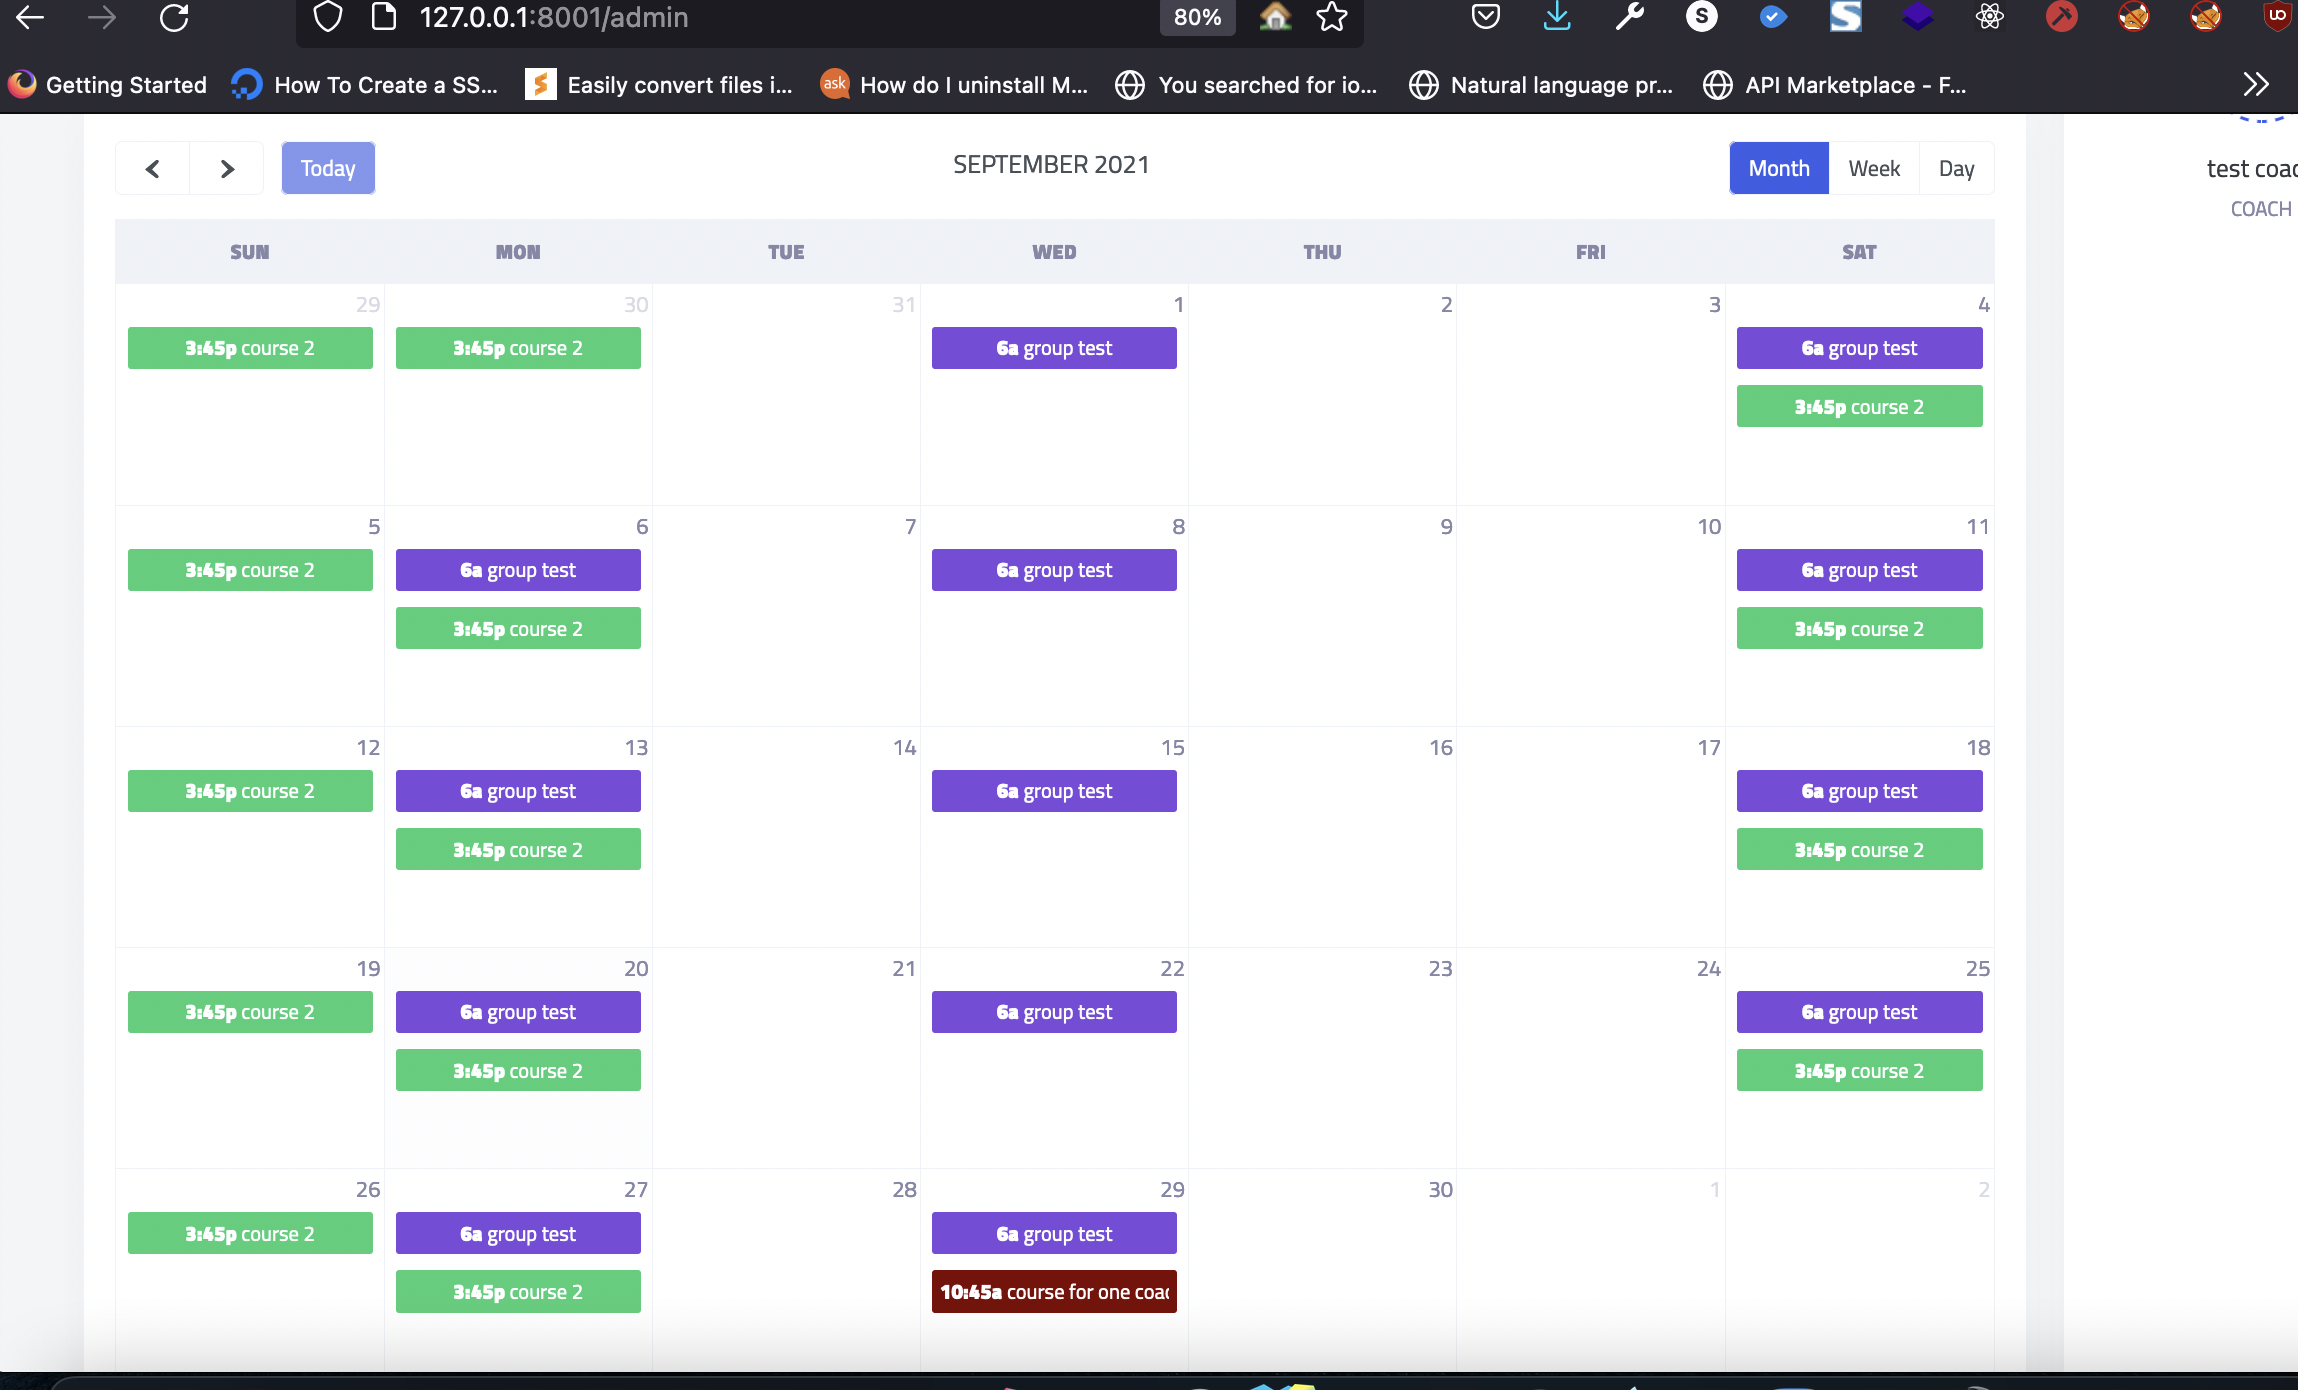 127.0.0.1:8001/admin 80% S
Getting Started How To Create a SS... Easily convert files i... ask How do I uninstall M... You searched for io... Natural language pr... API Marketplace - F...
Today SEPTEMBER 2021 Month Week Day
test coac
COACH
SUN MON TUE WED THU FRI SAT
29 30 31 1 2 3 4
3:45p course 2 3:45p course 2 6a group test 6a group test
3:45p course 2
5 6 7 8 9 10 11
3:45p course 2 6a group test 6a group test 6a group test
3:45p course 2 3:45p course 2
12 13 14 15 16 17 18
3:45p course 2 6a group test 6a group test 6a group test
3:45p course 2 3:45p course 2
19 20 21 22 23 24 25
3:45p course 2 6a group test 6a group test 6a group test
3:45p course 2 3:45p course 2
26 27 28 29 30 1 2
3:45p course 2 6a group test 6a group test
3:45p course 2 10:45a course for one coac